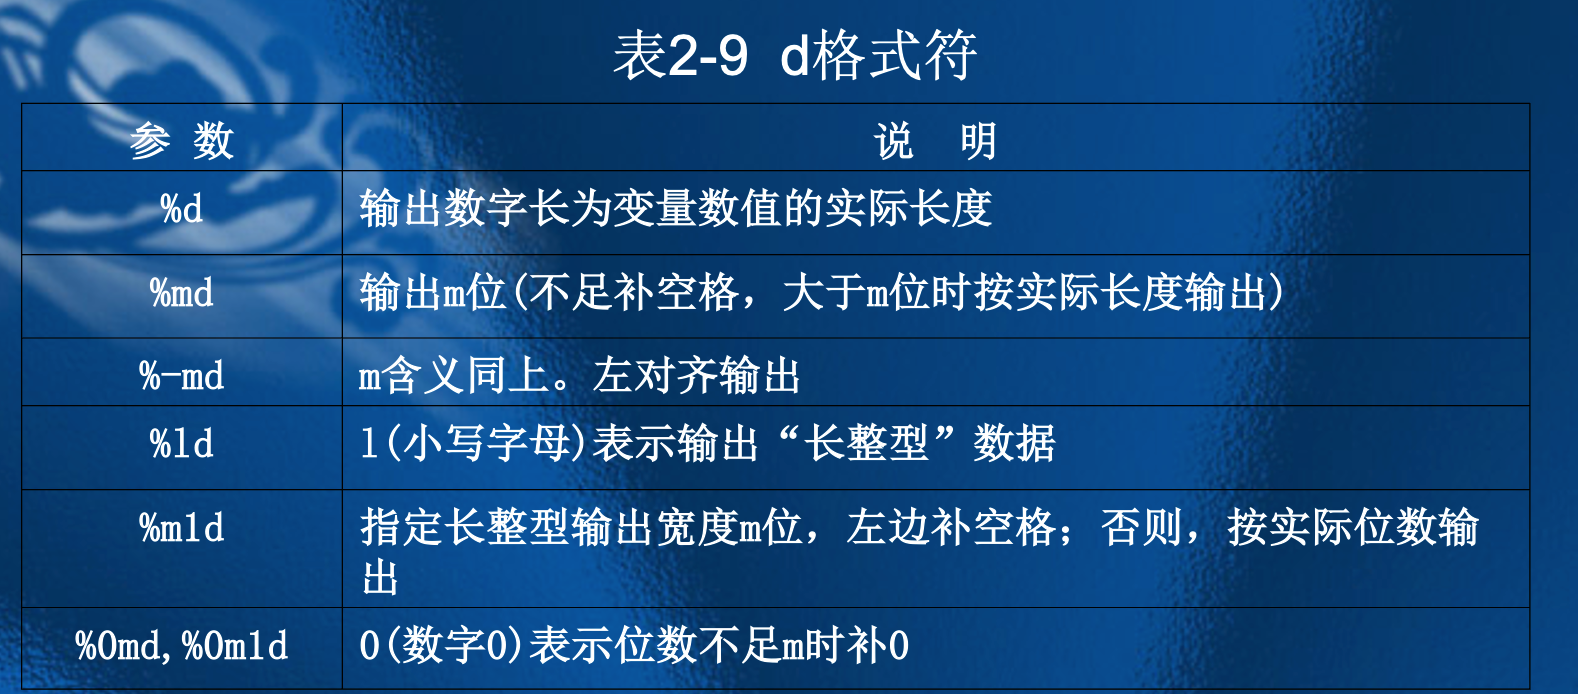 表2-9 d格式符
参 数
说 明
%d
输出数字长为变量数值的实际长度
%md
输出m位(不足补空格，大于m位时按实际长度输出)
%-md
m含义同上。左对齐输出
%ld
l(小写字母)表示输出“长整型”数据
%mld
指定长整型输出宽度m位，左边补空格；否则，按实际位数输
出
%0md,%0mld
0(数字0)表示位数不足m时补0